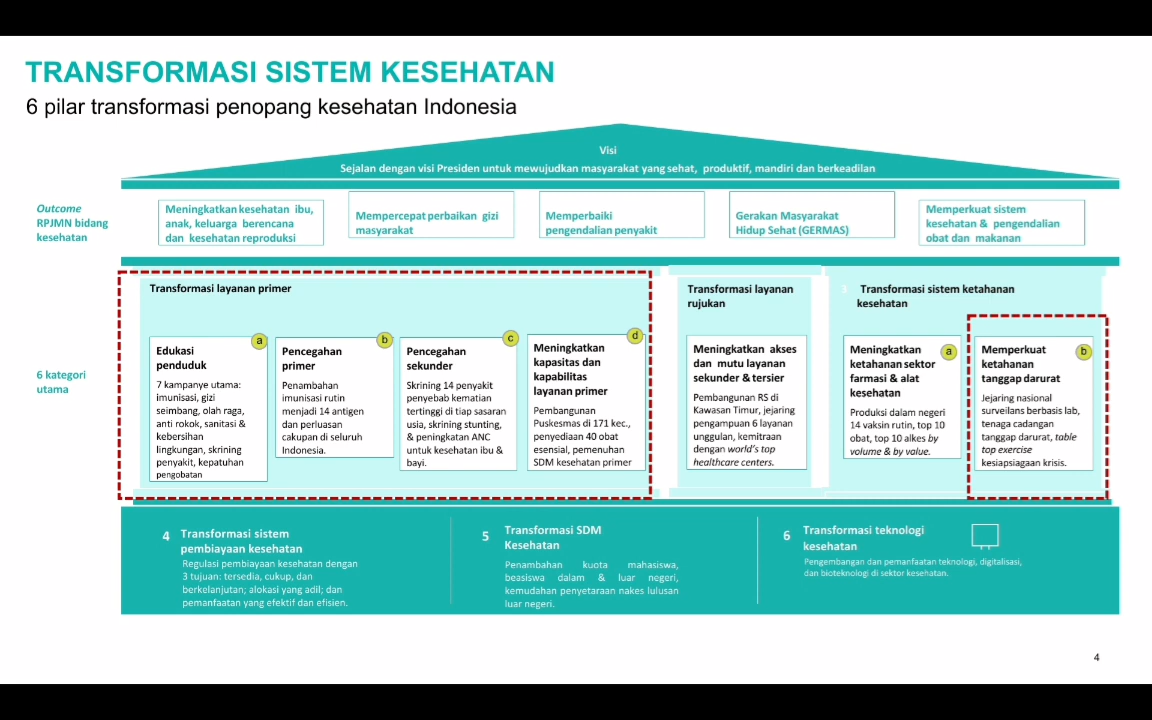 TRANSFORMASI SISTEM KESEHATAN
6 pilar transformasi penopang kesehatan Indonesia
Visi
Sejalan dengan visi Presiden untuk mewujudkan masyarakat yang sehat, produktif, mandiri dan berkeadilan
Outcome
RPJMN bidang
kesehatan
Meningkatkan kesehatan ibu,
anak, keluarga berencana
dan kesehatan reproduksi
Mempercepat perbaikan gizi
masyarakat
Memperbaiki
pengendalian penyakit
Gerakan Masyarakat
Hidup Sehat (GERMAS)
Memperkuat sistem
kesehatan & pengendalian
obat dan makanan
6 kategori
utama
Transformasi layanan primer
a
Edukasi
penduduk
7 kampanye utama:
imunisasi, gizi
seimbang, olah raga,
anti rokok, sanitasi &
kebersihan
lingkungan, skrining
penyakit, kepatuhan
pengobatan
b
Pencegahan
primer
Penambahan
imunisasi rutin
menjadi 14 antigen
dan perluasan
cakupan di seluruh
Indonesia.
c
Pencegahan
sekunder
Skrining 14 penyakit
penyebab kematian
tertinggi di tiap sasaran
usia, skrining stunting,
& peningkatan ANC
untuk kesehatan ibu &
bayi.
d
Meningkatkan
kapasitas dan
kapabilitas
layanan primer
Pembangunan
Puskesmas di 171 kec.,
penyediaan 40 obat
esensial, pemenuhan
SDM kesehatan primer
Transformasi layanan
rujukan
Meningkatkan akses
dan mutu layanan
sekunder & tersier
Pembangunan RS di
Kawasan Timur, jejaring
pengampuan 6 layanan
unggulan, kemitraan
dengan world's top
healthcare centers.
3 Transformasi sistem ketahanan
kesehatan
a
Meningkatkan
ketahanan sektor
farmasi & alat
kesehatan
Produksi dalam negeri
14 vaksin rutin, top 10
obat, top 10 alkes by
volume & by value.
b
Memperkuat
ketahanan
tanggap darurat
Jejaring nasional
surveilans berbasis lab,
tenaga cadangan
tanggap darurat, table
top exercise
kesiapsiagaan krisis.
4 Transformasi sistem
pembiayaan kesehatan
Regulasi pembiayaan kesehatan dengan
3 tujuan: tersedia, cukup, dan
berkelanjutan; alokasi yang adil; dan
pemanfaatan yang efektif dan efisien.
5 Transformasi SDM
Kesehatan
Penambahan kuota mahasiswa,
beasiswa dalam & luar negeri,
kemudahan penyetaraan nakes lulusan
luar negeri.
6 Transformasi teknologi
kesehatan
Pengembangan dan pemanfaatan teknologi, digitalisasi,
dan bioteknologi di sektor kesehatan.
4